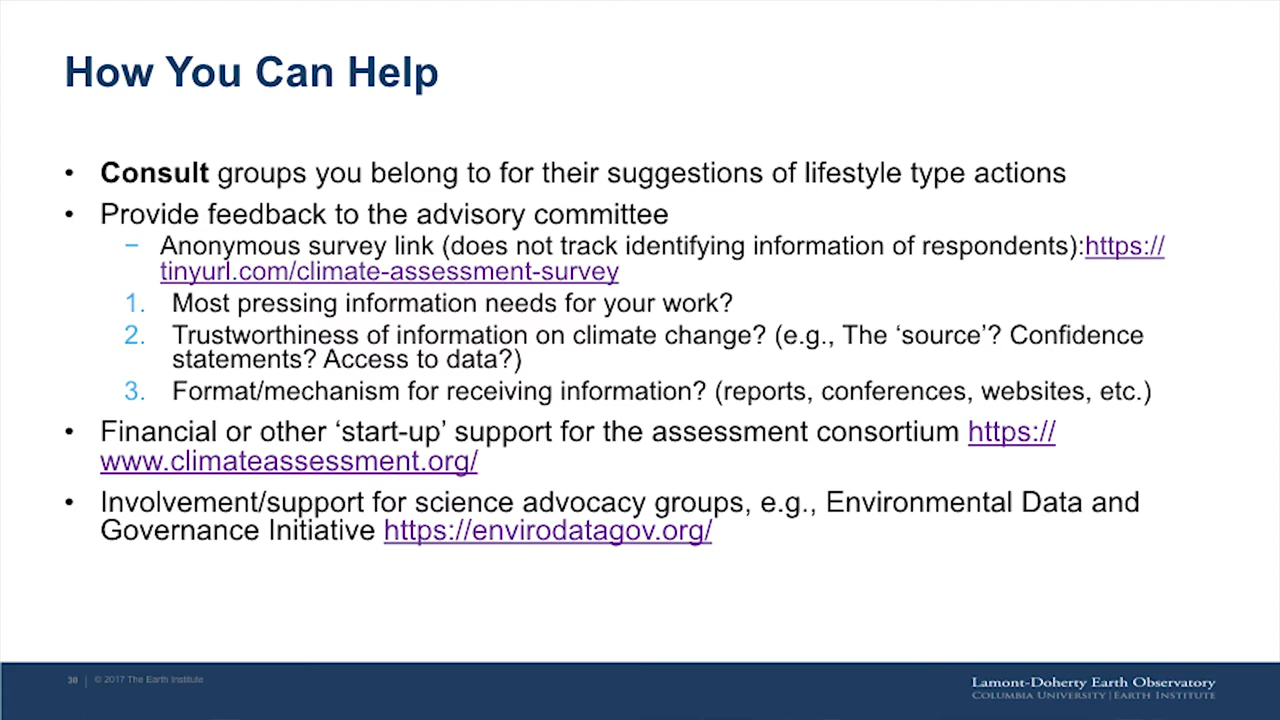 How You Can Help
• Consult groups you belong to for their suggestions of lifestyle type actions
• Provide feedback to the advisory committee
– Anonymous survey link (does not track identifying information of respondents):https://
tinyurl.com/climate-assessment-survey
1. Most pressing information needs for your work?
2. Trustworthiness of information on climate change? (e.g., The ‘source’? Confidence
statements? Access to data?)
3. Format/mechanism for receiving information? (reports, conferences, websites, etc.)
• Financial or other ‘start-up’ support for the assessment consortium https://
www.climateassessment.org/
• Involvement/support for science advocacy groups, e.g., Environmental Data and
Governance Initiative https://envirodatagov.org/
30 | © 2017 The Earth Institute
Lamont-Doherty Earth Observatory
Columbia University | Earth Institute